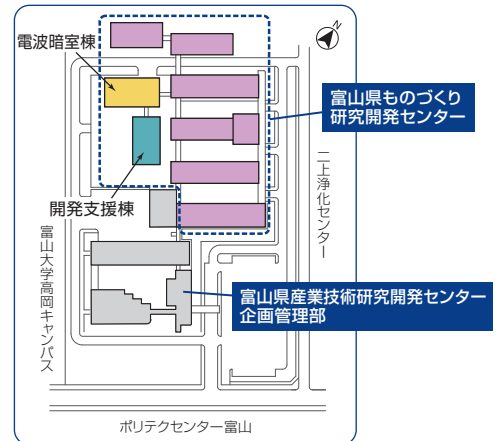 N
電波暗室棟
富山県ものづくり
研究開発センター
開発支援棟
二上浄化センター
富山大学高岡キャンパス
富山県産業技術研究開発センター
企画管理部
ポリテクセンター富山